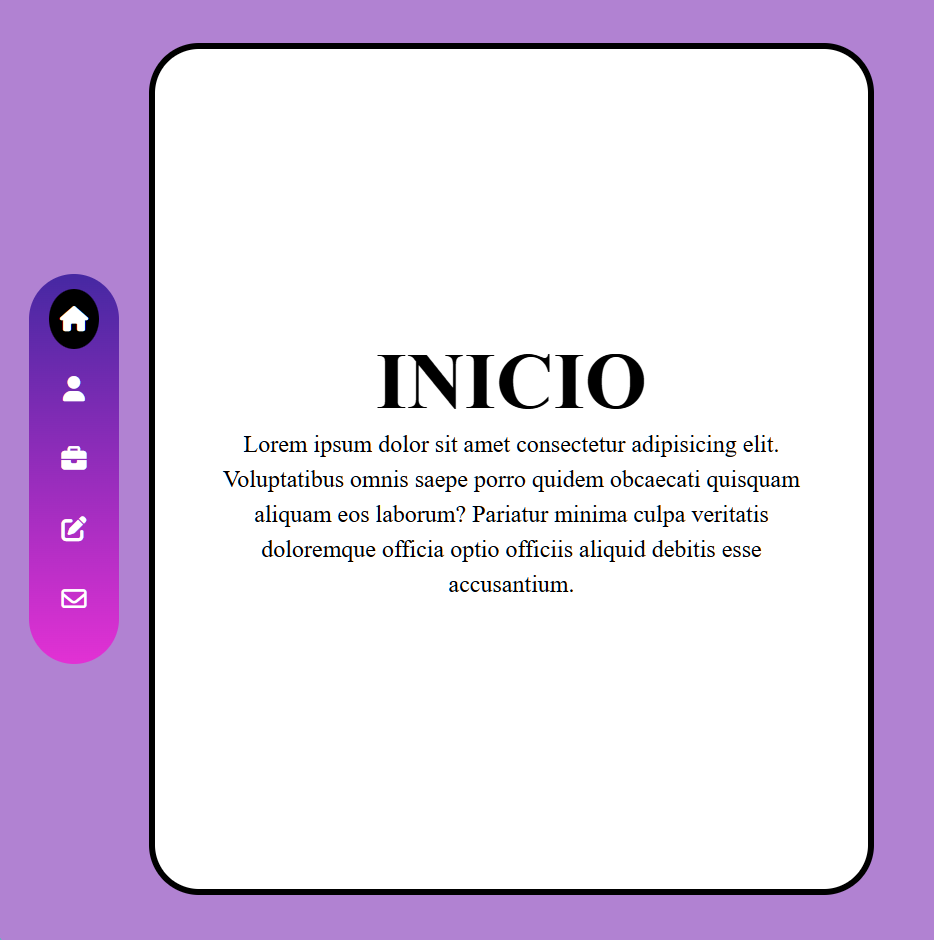 INICIO
Lorem ipsum dolor sit amet consectetur adipisicing elit.
Voluptatibus omnis saepe porro quidem obcaecati quisquam
aliquam eos laborum? Pariatur minima culpa veritatis
doloremque officia optio officiis aliquid debitis esse
accusantium.